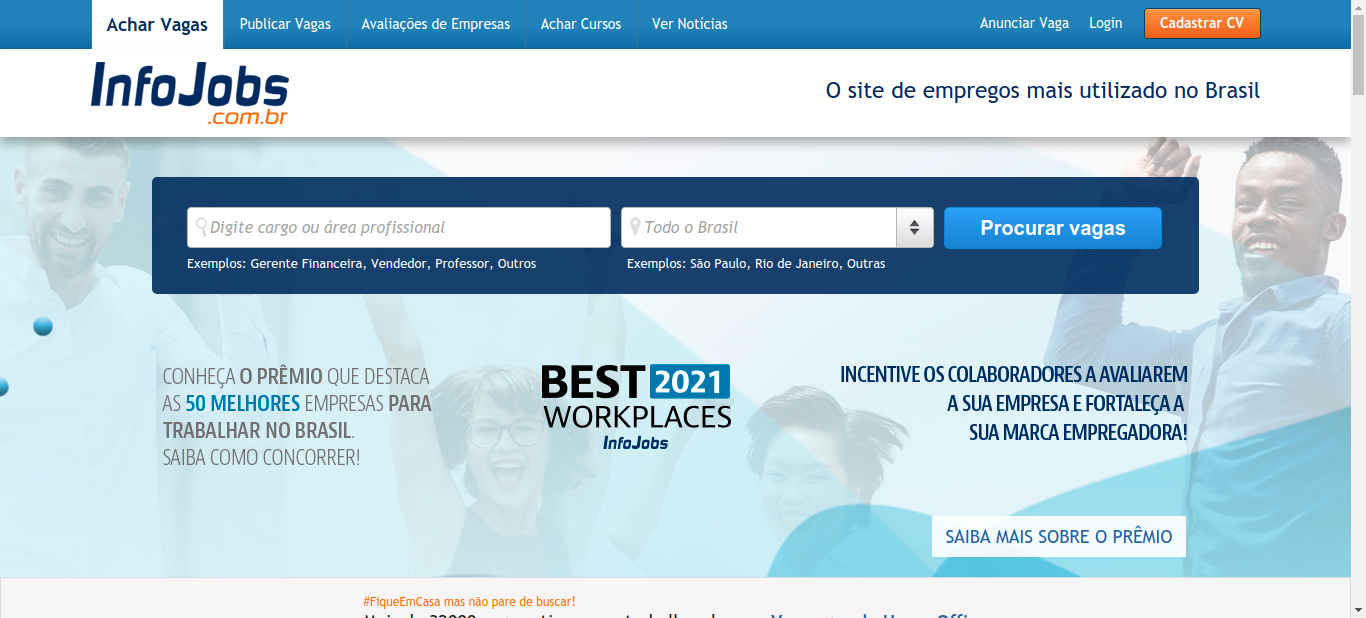 Achar Vagas Publicar Vagas Avaliações de Empresas Achar Cursos Ver Notícias Anunciar Vaga Login Cadastrar CV
InfoJobs
.com.br
O site de empregos mais utilizado no Brasil
Digite cargo ou área profissional Todo o Brasil Procurar vagas
Exemplos: Gerente Financeira, Vendedor, Professor, Outros Exemplos: São Paulo, Rio de Janeiro, Outras
CONHEÇA O PRÊMIO QUE DESTACA
AS 50 MELHORES EMPRESAS PARA
TRABALHAR NO BRASIL.
SAIBA COMO CONCORRER!
BEST 2021
WORKPLACES
InfoJobs
INCENTIVE OS COLABORADORES A AVALIAREM
A SUA EMPRESA E FORTALEÇA A
SUA MARCA EMPREGADORA!
SAIBA MAIS SOBRE O PRÊMIO
#FiqueEmCasa mas não pare de buscar!